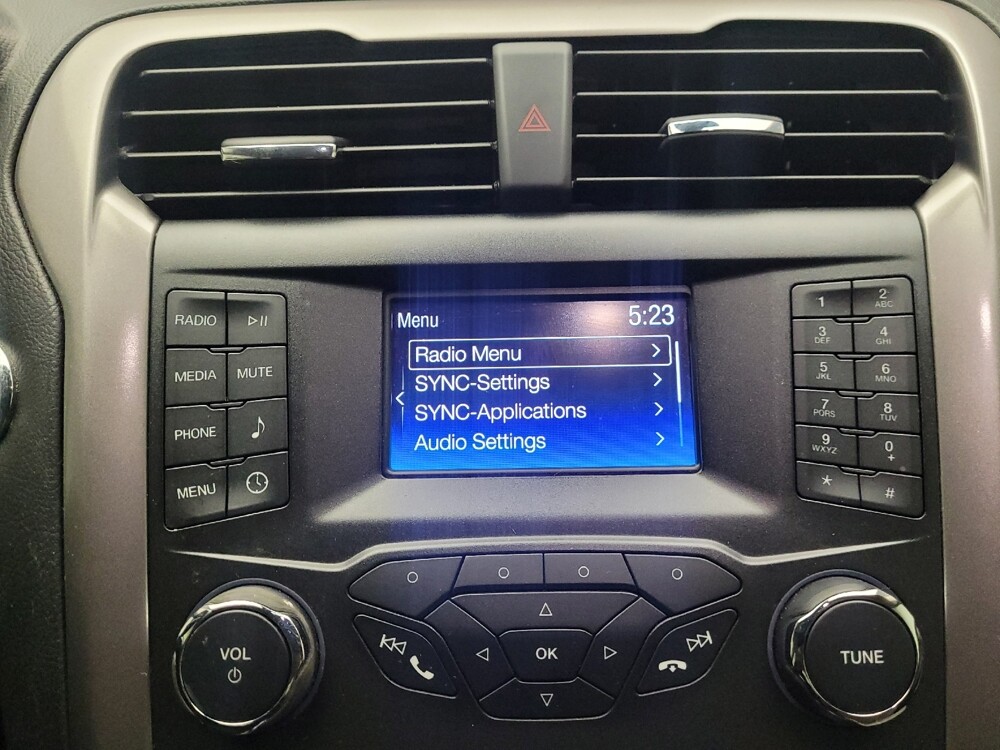 Menu 5:23
Radio Menu
SYNC-Settings
SYNC-Applications
Audio Settings
RADIO
MEDIA MUTE
PHONE
MENU
1 2 ABC
3 DEF 4 GHI
5 JKL 6 MNO
7 PQRS 8 TUV
9 WXYZ 0 +
* #
VOL
OK
TUNE